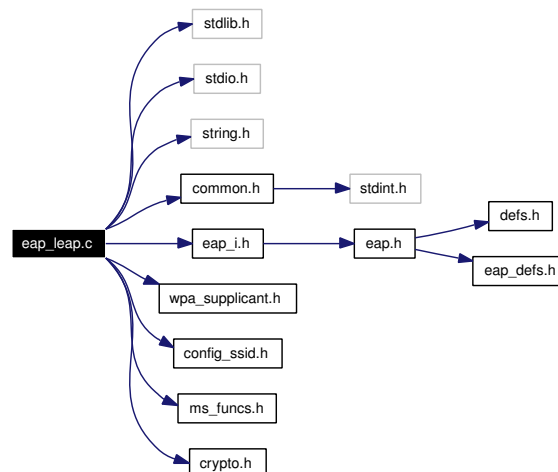 stdlib.h
stdio.h
string.h
common.h
stdint.h
defs.h
eap_leap.c
eap_i.h
eap.h
eap_defs.h
wpa_supplicant.h
config_ssid.h
ms_funcs.h
crypto.h